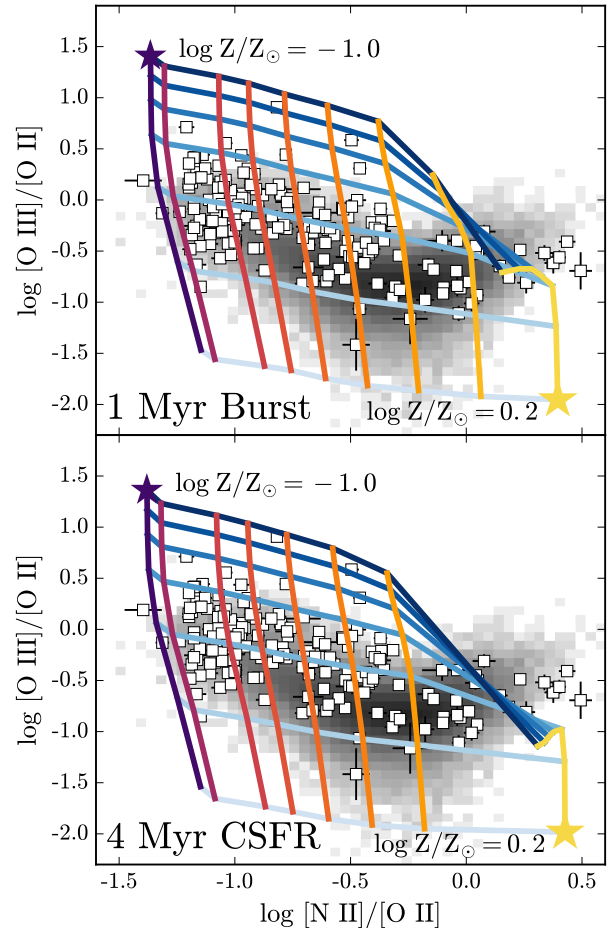 log Z/Z⊙ = −1.0
1.5
1.0
0.5
0.0
-0.5
-1.0
-1.5
-2.0
log [O III]/[O II]
1 Myr Burst
log Z/Z⊙ = 0.2
log Z/Z⊙ = −1.0
1.5
1.0
0.5
0.0
-0.5
-1.0
-1.5
-2.0
log [O III]/[O II]
4 Myr CSFR
log Z/Z⊙ = 0.2
-1.5 -1.0 -0.5 0.0 0.5
log [N II]/[O II]